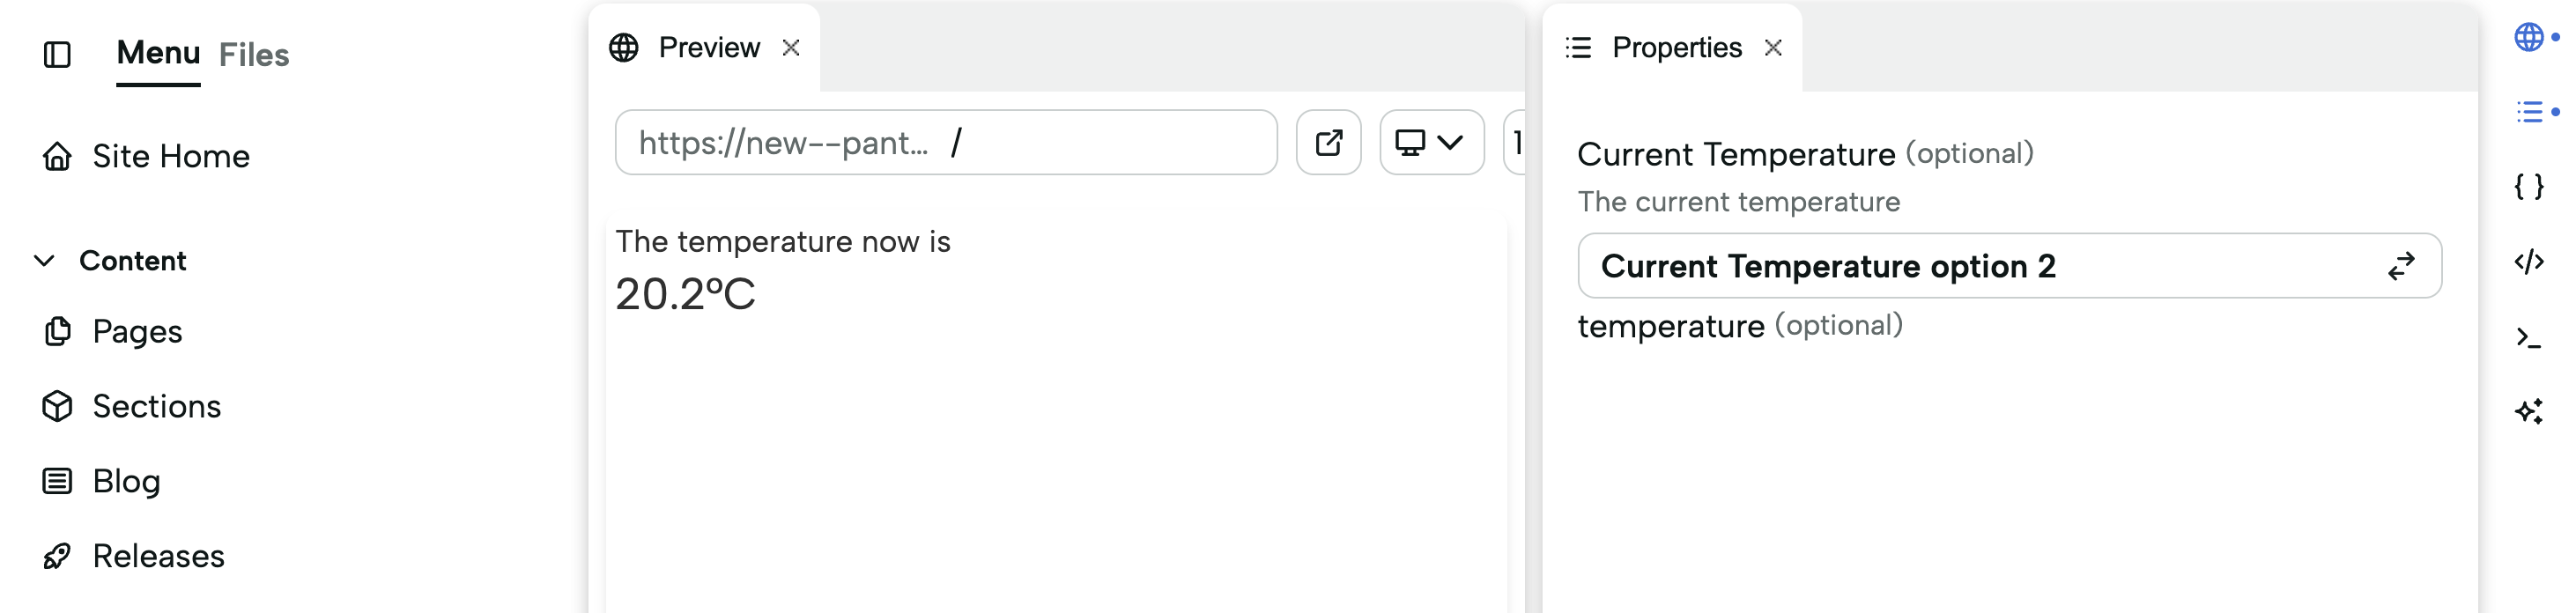 Menu Files
Site Home
Content
Pages
Sections
Blog
Releases
Preview
https://new--pant... /
1
The temperature now is
20.2°C
Properties
Current Temperature (optional)
The current temperature
Current Temperature option 2
temperature (optional)